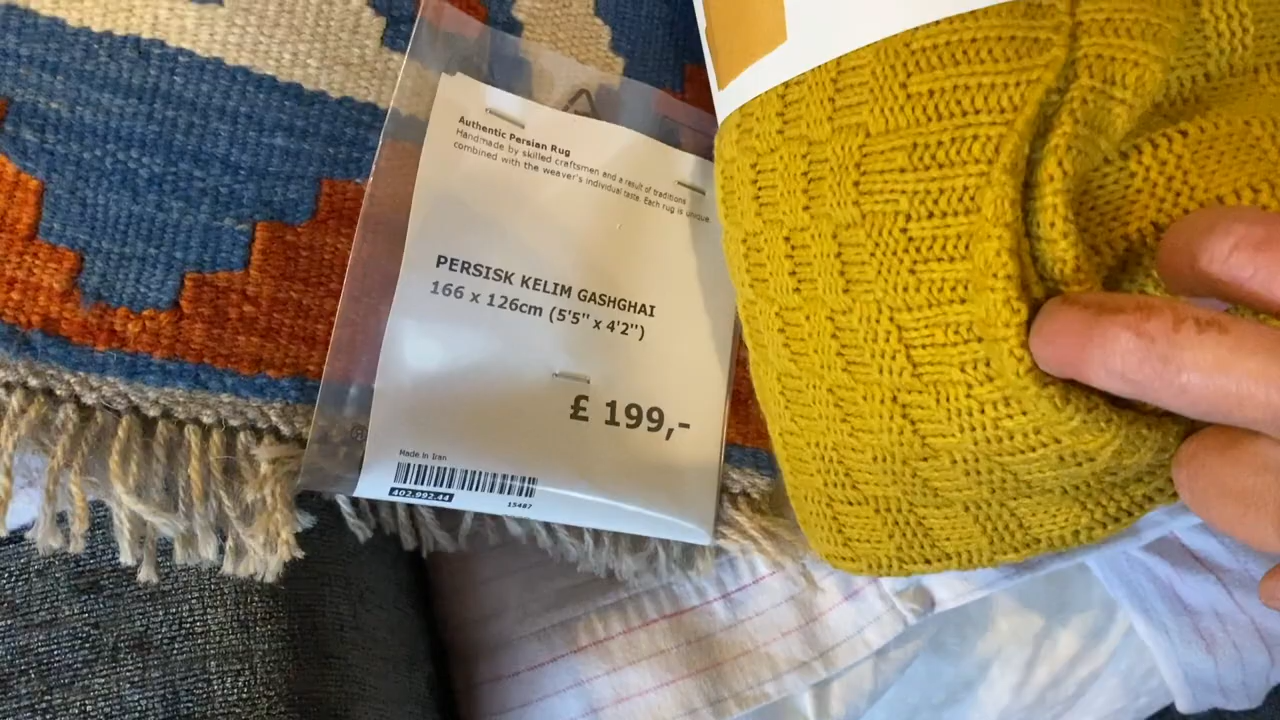 Authentic Persian Rug
Handmade by skilled craftsmen and a result of traditions
combined with the weaver's individual taste. Each rug is unique.
PERSISK KELIM GASHGHAI
166 x 126cm (5'5" x 4'2")
£ 199,-
Made in Iran
402.992.44
15487